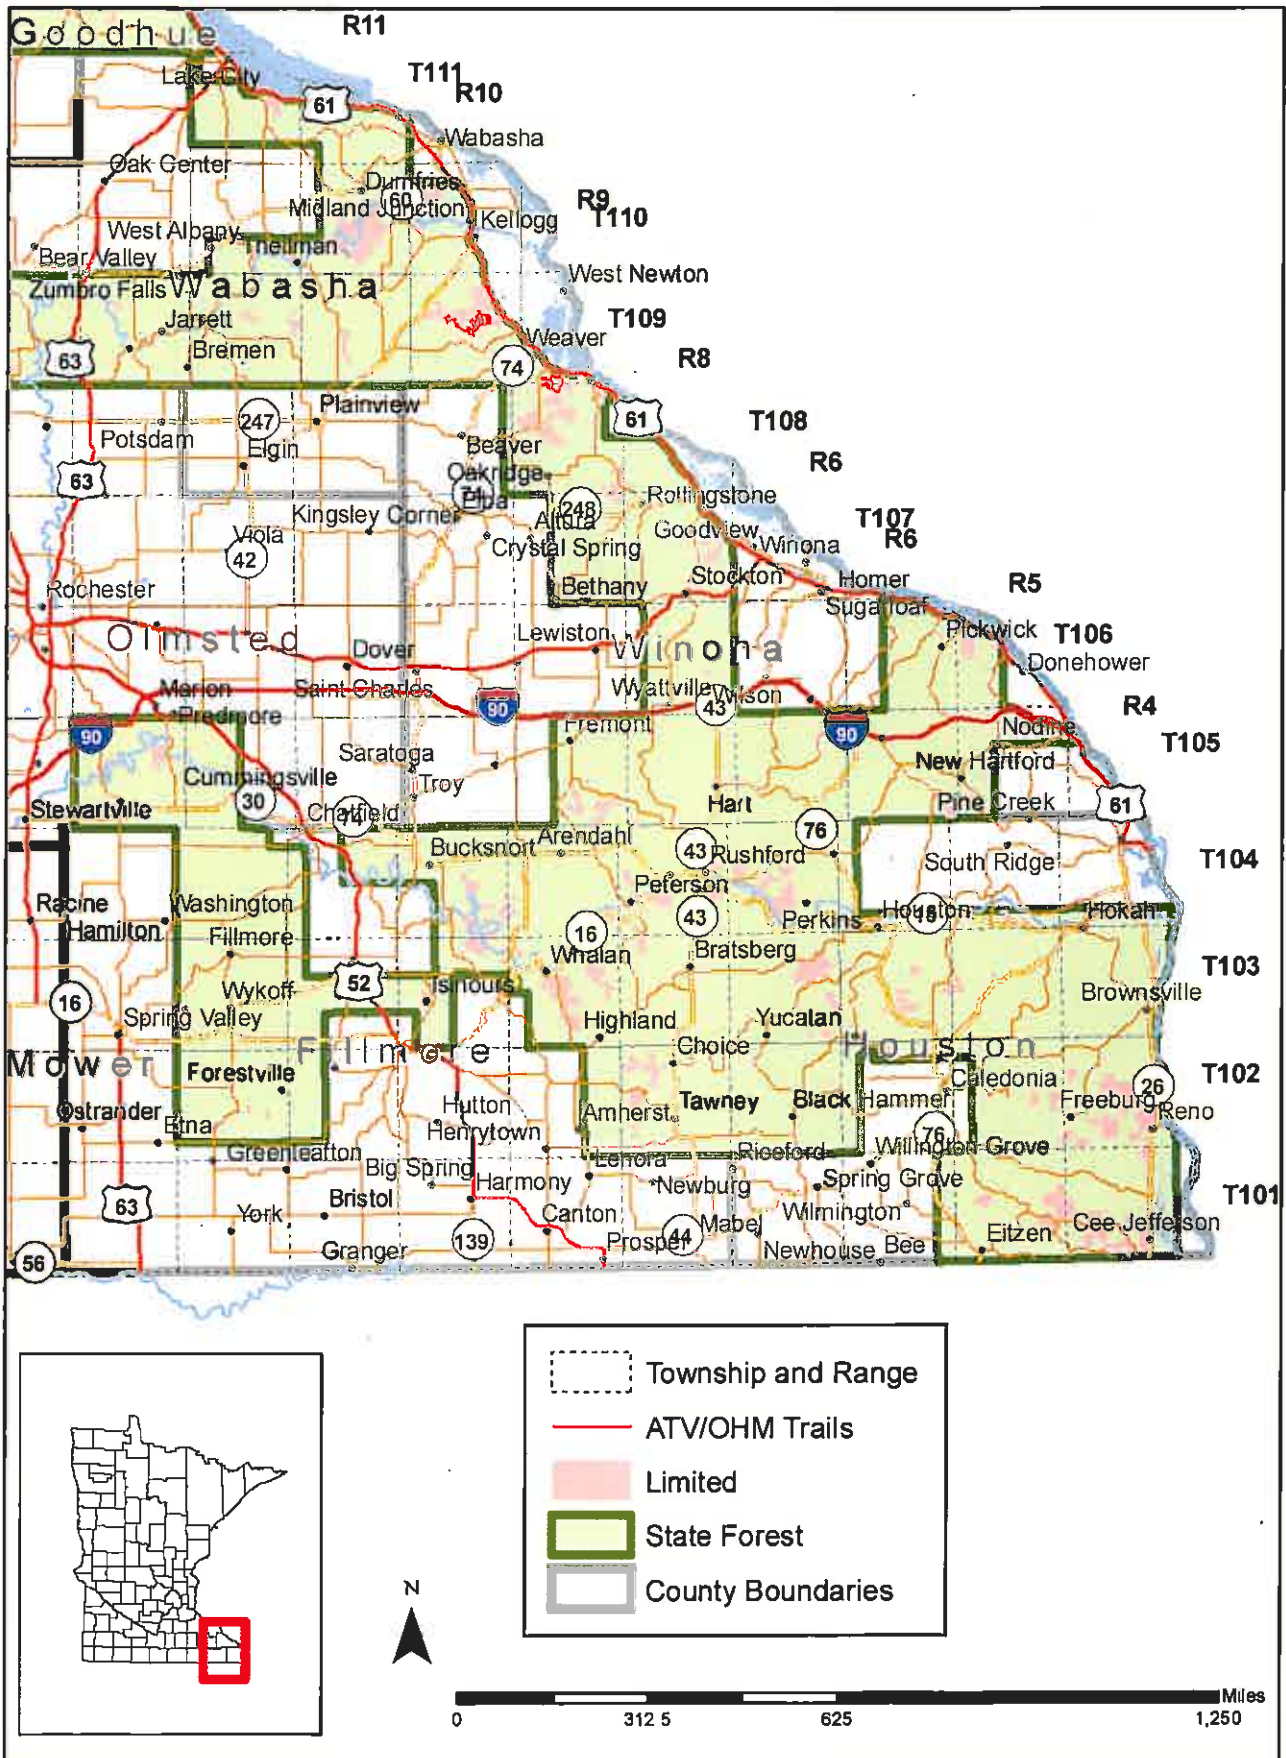 Goodhue
R11
Lake City
T111
R10
61
Wabasha
Oak Center
Dumfries
60
Midland Junction
R9
T110
Kellogg
West Albany
Theilman
Bear Valley
West Newton
Zumbro Falls
Wabasha
Jarrett
T109
Weaver
63
Bremen
74
R8
Plainview
61
T108
247
Potsdam
Elgin
Beaver
R6
63
Oakridge
74
Elba
248
Rollingstone
Kingsley Corner
Altura
Goodview
T107
R6
Viola
Crystal Spring
Winona
42
Bethany
Stockton
Homer
R5
Rochester
Sugarloaf
Pickwick
T106
Olmsted
Lewiston
Winona
Dover
Donehower
Marion
Saint Charles
90
Wyattville
Wilson
43
R4
Predmore
Fremont
90
Nodine
T105
90
Saratoga
New Hartford
Cummingsville
Troy
30
Hart
Pine Creek
61
Stewartville
Chatfield
74
76
Arendahl
Bucksnort
43
Rushford
South Ridge
T104
Peterson
Racine
Washington
43
Perkins
Houston
16
Hokah
Hamilton
Fillmore
16
Bratsberg
Whalan
T103
52
Isinours
Wykoff
Brownsville
16
Spring Valley
Highland
Yucatan
Fillmore
Choice
Houston
Mower
Forestville
Caledonia
T102
26
Ostrander
Hutton
Amherst
Tawney
Black Hammer
Freeburg
Reno
Etna
Henrytown
76
Greenleafton
Lenora
Riceford
Willington Grove
Big Spring
Harmony
Newburg
Spring Grove
T101
63
Bristol
York
Canton
Wilmington
Mabel
44
Cee Jefferson
139
Granger
Prosper
Newhouse
Bee
Eitzen
56
Township and Range
ATV/OHM Trails
Limited
State Forest
County Boundaries
N
Miles
0
312 5
625
1,250